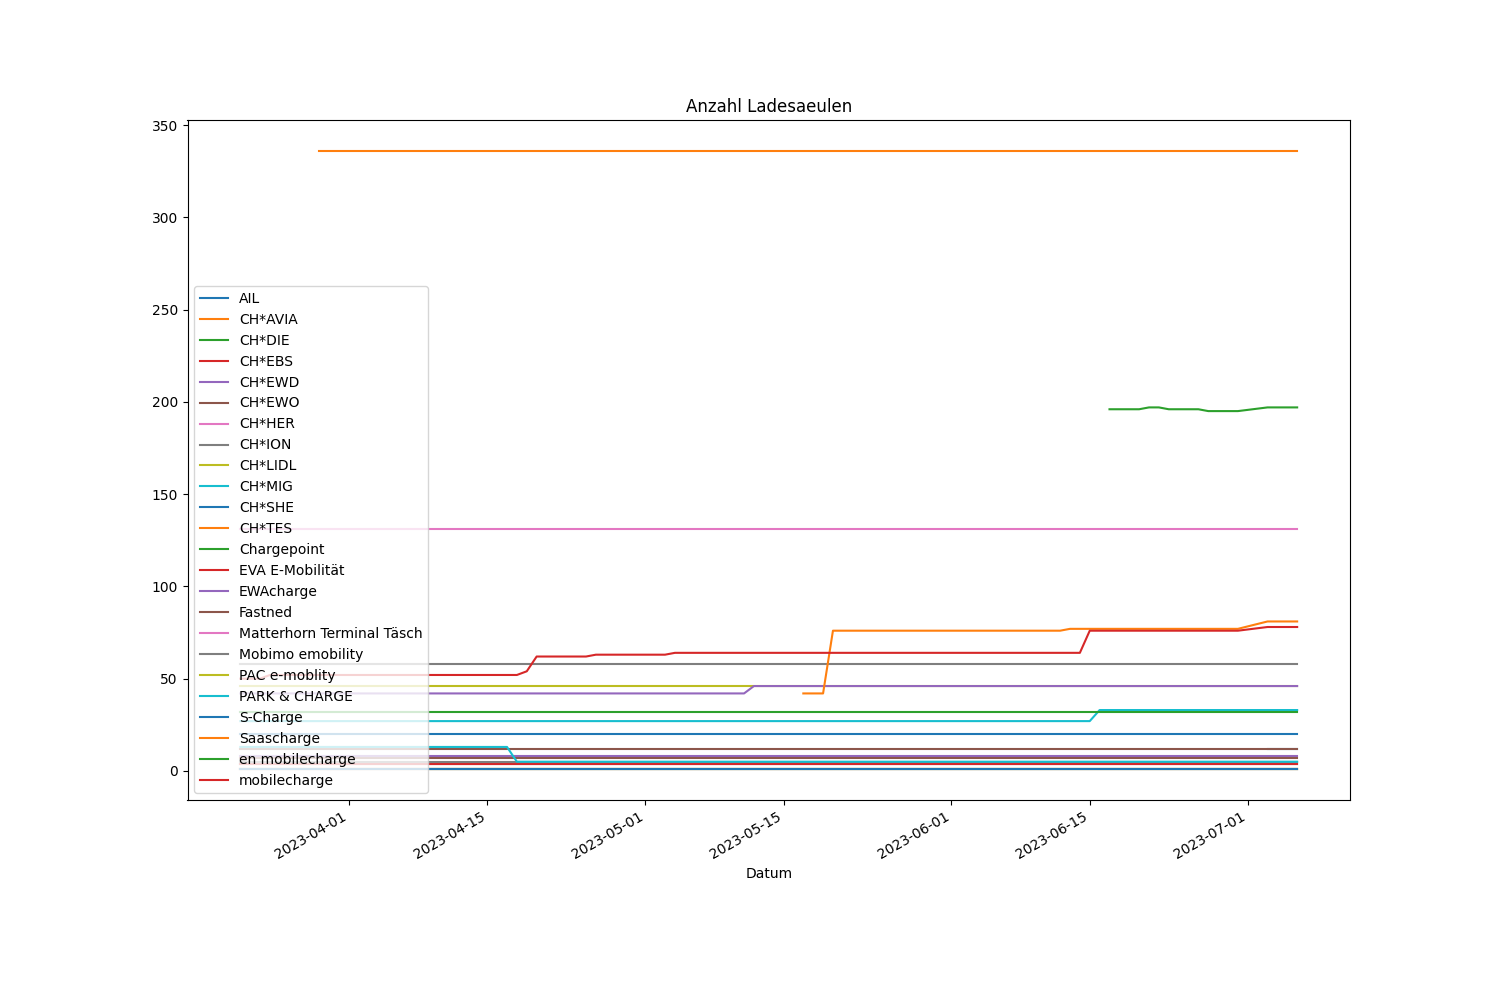 Anzahl Ladesaeulen
350
300
250
200
150
100
50
0
AIL
CH*AVIA
CH*DIE
CH*EBS
CH*EWD
CH*EWO
CH*HER
CH*ION
CH*LIDL
CH*MIG
CH*SHE
CH*TES
Chargepoint
EVA E-Mobilität
EWAcharge
Fastned
Matterhorn Terminal Täsch
Mobimo emobility
PAC e-moblity
PARK & CHARGE
S-Charge
Saascharge
en mobilecharge
mobilecharge
2023-04-01
2023-04-15
2023-05-01
2023-05-15
2023-06-01
2023-06-15
2023-07-01
Datum